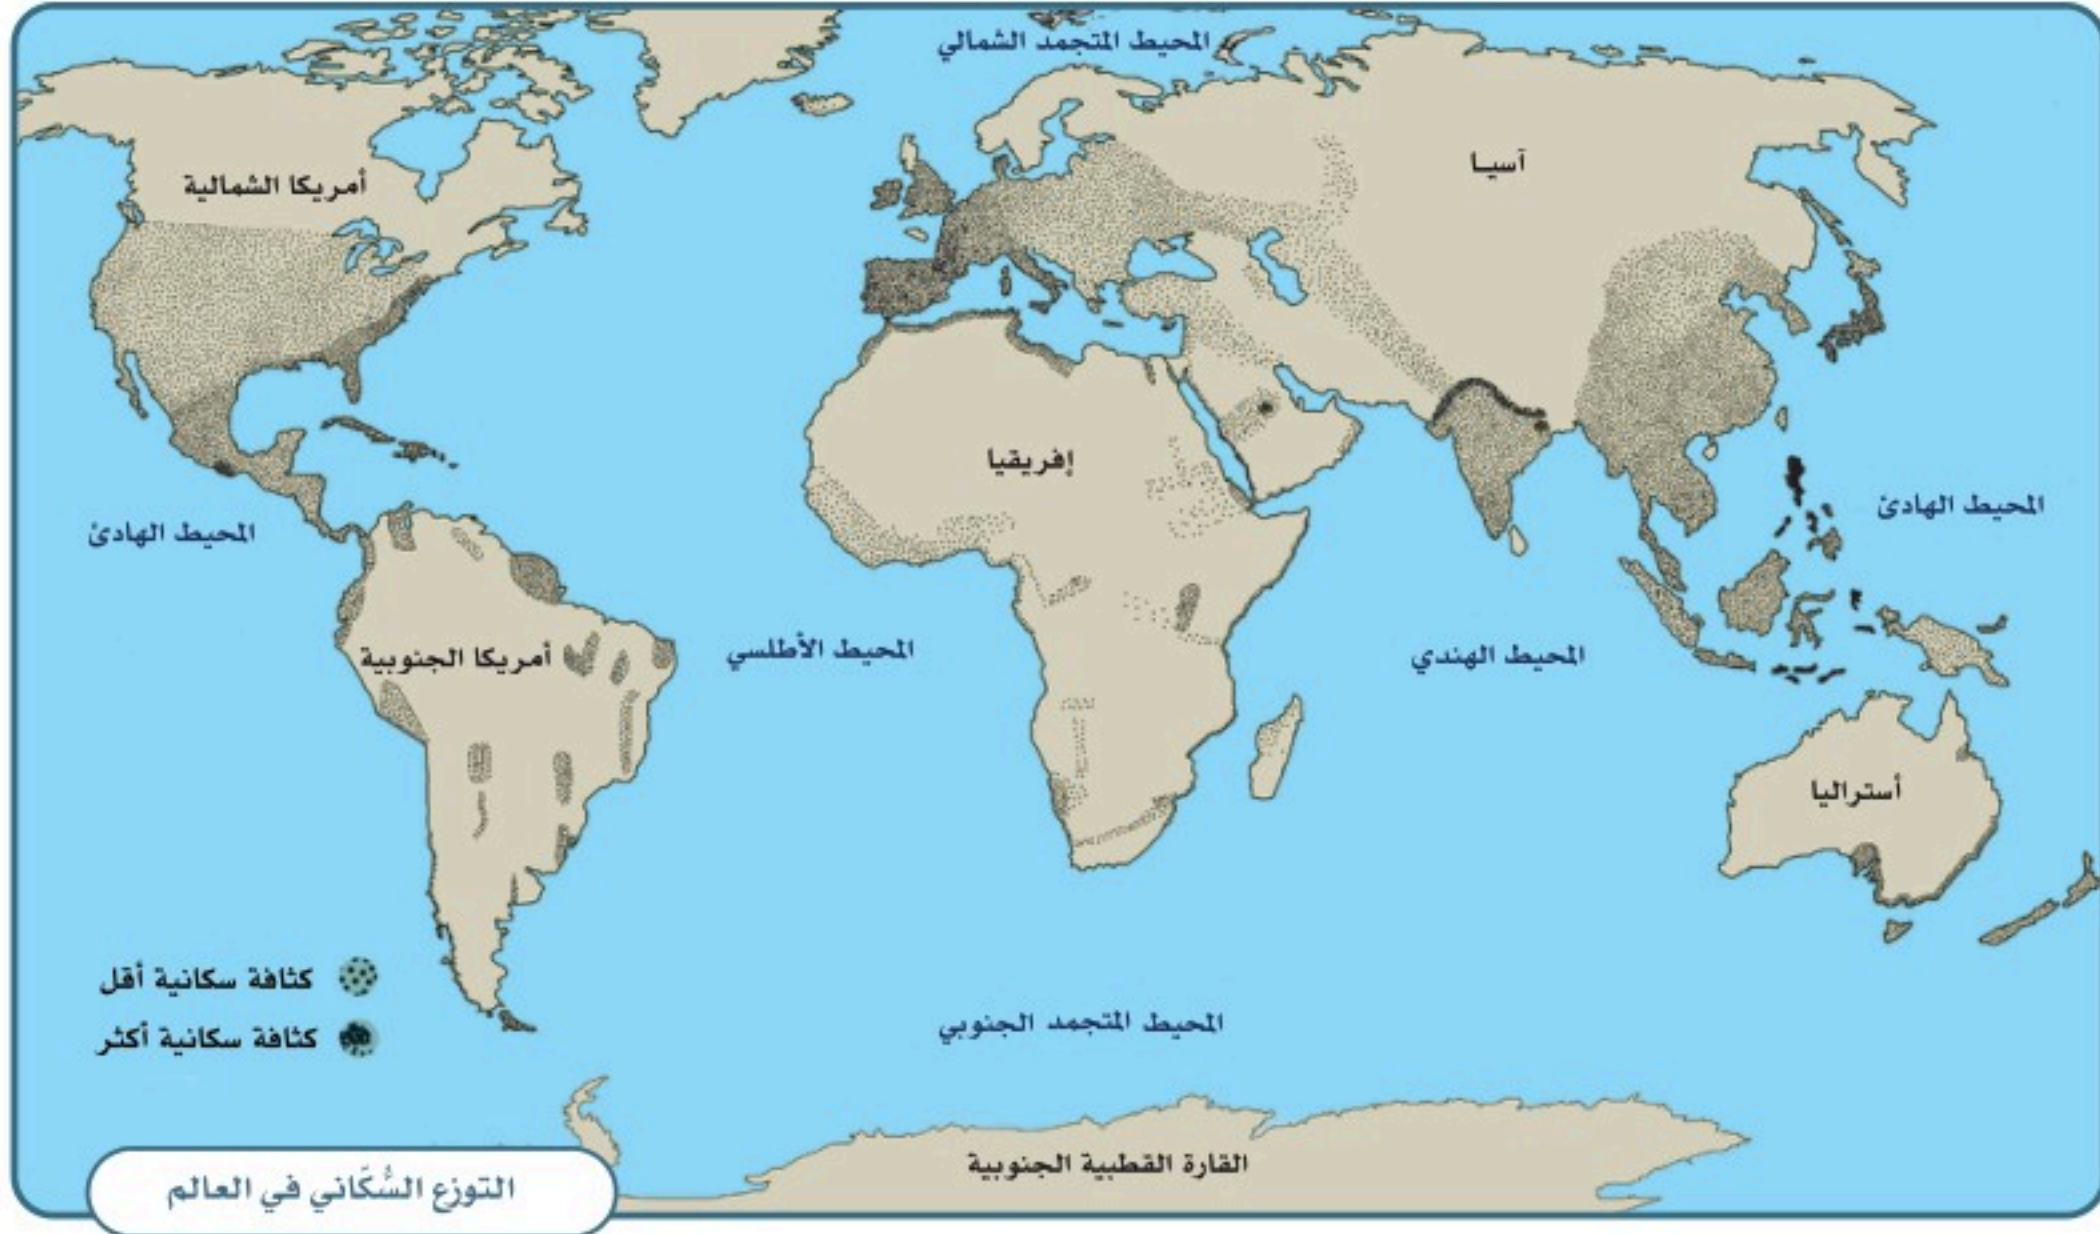 المحيط المتجمد الشمالي
آسيا
أمريكا الشمالية
إفريقيا
المحيط الهادئ
المحيط الهادئ
أمريكا الجنوبية
المحيط الأطلسي
المحيط الهندي
أستراليا
كثافة سكانية أقل
كثافة سكانية أكثر
المحيط المتجمد الجنوبي
القارة القطبية الجنوبية
التوزع السُّكَّاني في العالم